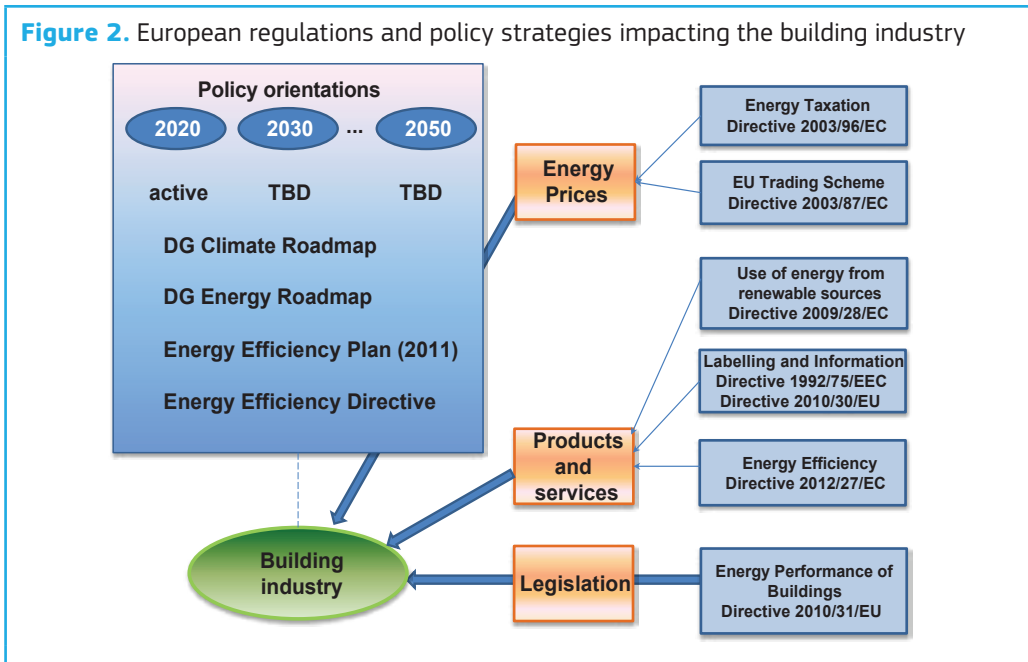 Figure 2. European regulations and policy strategies impacting the building industry
Policy orientations
2020 2030 ... 2050
active TBD TBD
DG Climate Roadmap
DG Energy Roadmap
Energy Efficiency Plan (2011)
Energy Efficiency Directive
Energy
Prices
Energy Taxation
Directive 2003/96/EC
EU Trading Scheme
Directive 2003/87/EC
Use of energy from
renewable sources
Directive 2009/28/EC
Labelling and Information
Directive 1992/75/EEC
Directive 2010/30/EU
Products
and
services
Energy Efficiency
Directive 2012/27/EC
Building
industry
Legislation
Energy Performance of
Buildings
Directive 2010/31/EU